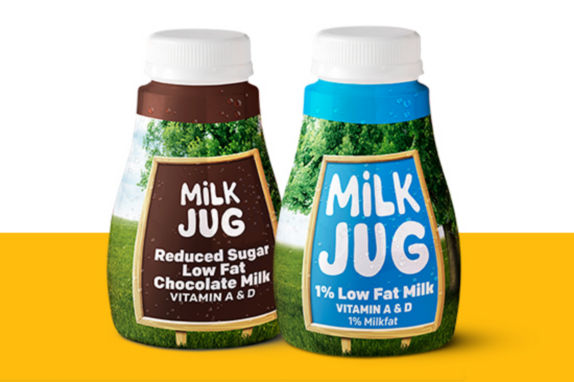 MiLK
JUG
Reduced Sugar
Low Fat
Chocolate Milk
VITAMIN A & D
MiLK
JUG
1% Low Fat Milk
VITAMIN A & D
1% Milkfat